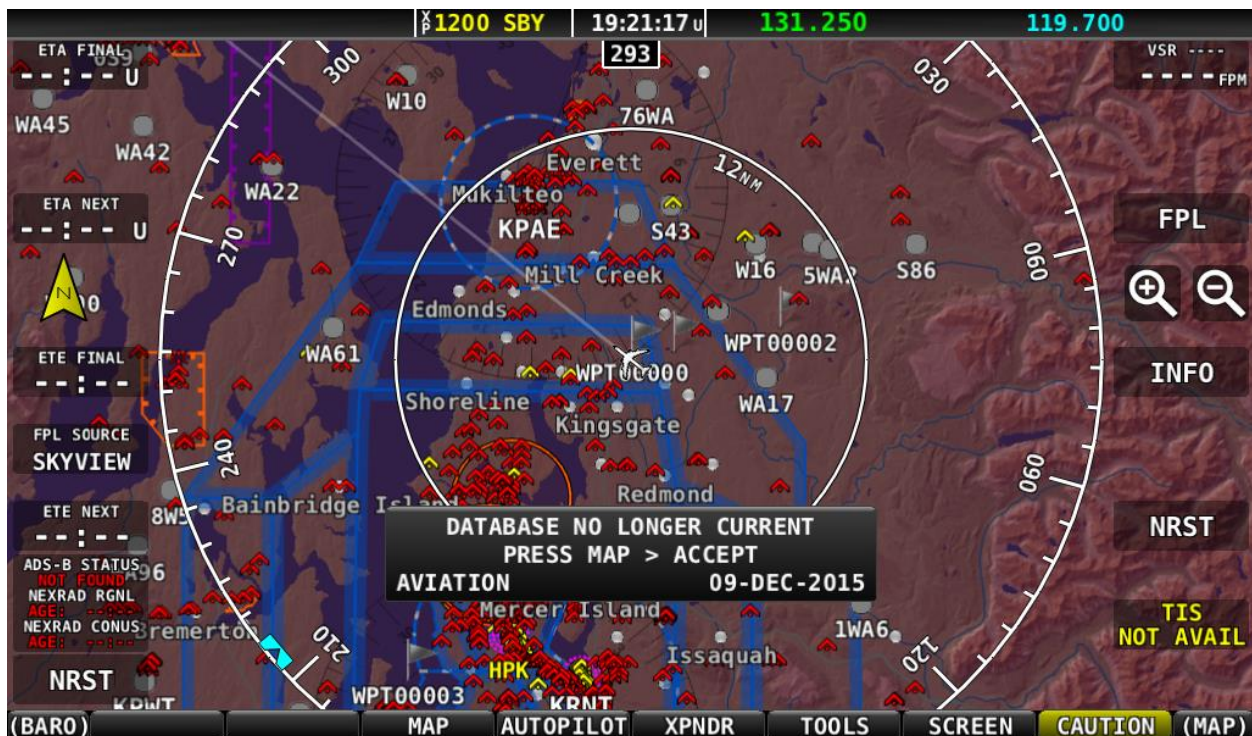 XP 1200 SBY
19:21:17 U
131.250
119.700
ETA FINAL
--:-- U
293
VSR ----
---- FPM
300
030
WA45
W10
76WA
WA42
Everett
12NM
WA22
Mukilteo
ETA NEXT
--:-- U
KPAE
S43
FPL
270
060
W16
5WA2
S86
Mill Creek
N
Edmonds
WA61
WPT00002
ETE FINAL
--:--
WPT00000
INFO
Shoreline
WA17
Kingsgate
FPL SOURCE
SKYVIEW
240
060
Redmond
ETE NEXT
--:--
8W5
Bainbridge Island
DATABASE NO LONGER CURRENT
PRESS MAP > ACCEPT
AVIATION 09-DEC-2015
NRST
ADS-B STATUS
NOT FOUND
96
NEXRAD RGNL
AGE: --:--
NEXRAD CONUS
AGE: --:--
Bremerton
Mercer Island
TIS
NOT AVAIL
210
1WA6
120
Issaquah
NRST
HPK
WPT00003
KPWT
KRNT
(BARO)
MAP
AUTOPILOT
XPNDR
TOOLS
SCREEN
CAUTION
(MAP)